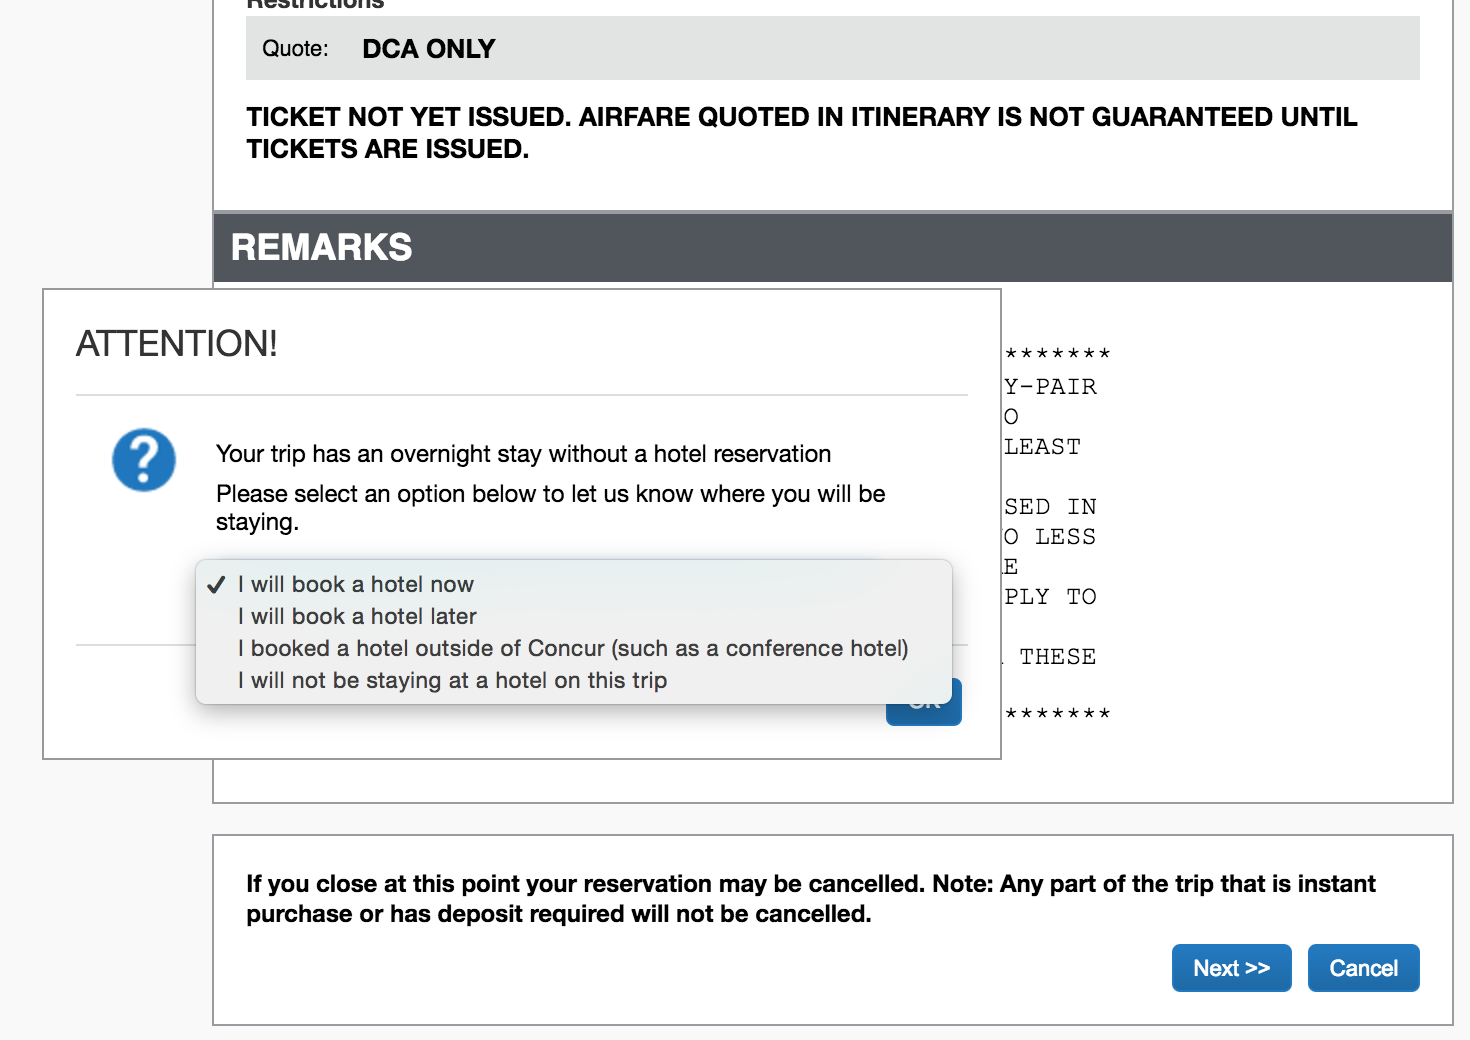 Restrictions
Quote: DCA ONLY
TICKET NOT YET ISSUED. AIRFARE QUOTED IN ITINERARY IS NOT GUARANTEED UNTIL
TICKETS ARE ISSUED.
REMARKS
ATTENTION!
Your trip has an overnight stay without a hotel reservation
Please select an option below to let us know where you will be
staying.
✓ I will book a hotel now
I will book a hotel later
I booked a hotel outside of Concur (such as a conference hotel)
I will not be staying at a hotel on this trip
OK
*******
Y-PAIR
O
LEAST
SED IN
O LESS
E
PLY TO
THESE
*******
If you close at this point your reservation may be cancelled. Note: Any part of the trip that is instant
purchase or has deposit required will not be cancelled.
Next >>
Cancel